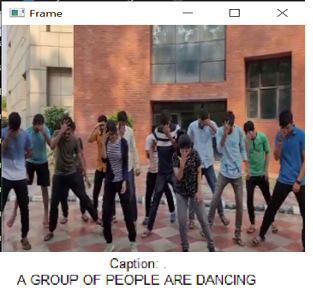 Frame
Caption: .
A GROUP OF PEOPLE ARE DANCING